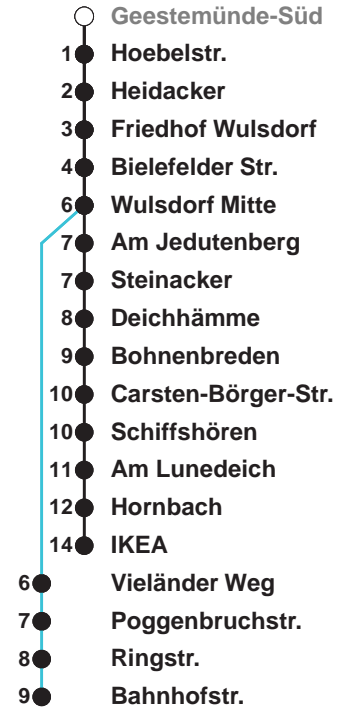 Geestemünde-Süd
1 Hoebelstr.
2 Heidacker
3 Friedhof Wulsdorf
4 Bielefelder Str.
6 Wulsdorf Mitte
7 Am Jedutenberg
7 Steinacker
8 Deichhämme
9 Bohnenbreden
10 Carsten-Börger-Str.
10 Schiffshören
11 Am Lunedeich
12 Hornbach
14 IKEA
6 Vieländer Weg
7 Poggenbruchstr.
8 Ringstr.
9 Bahnhofstr.